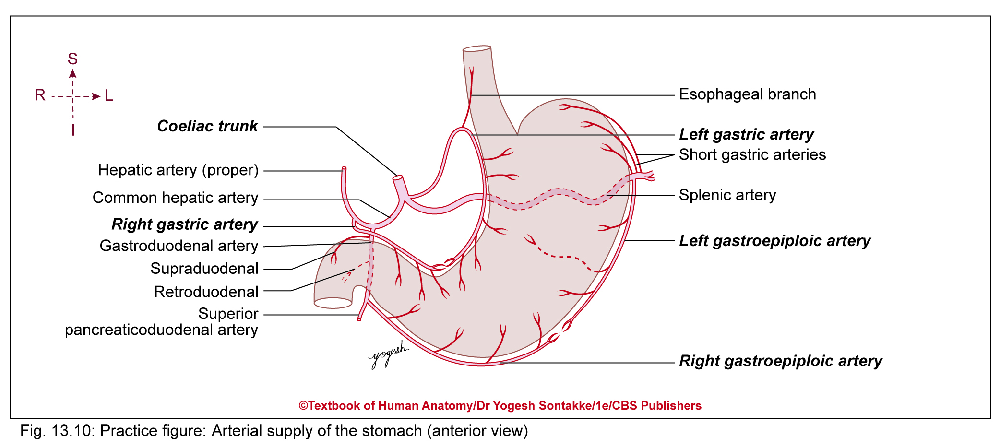 S
R
L
I
Coeliac trunk
Hepatic artery (proper)
Common hepatic artery
Right gastric artery
Gastroduodenal artery
Supraduodenal
Retroduodenal
Superior
pancreaticoduodenal artery
Esophageal branch
Left gastric artery
Short gastric arteries
Splenic artery
Left gastroepiploic artery
Right gastroepiploic artery
yogesh
©Textbook of Human Anatomy/Dr Yogesh Sontakke/1e/CBS Publishers
Fig. 13.10: Practice figure: Arterial supply of the stomach (anterior view)